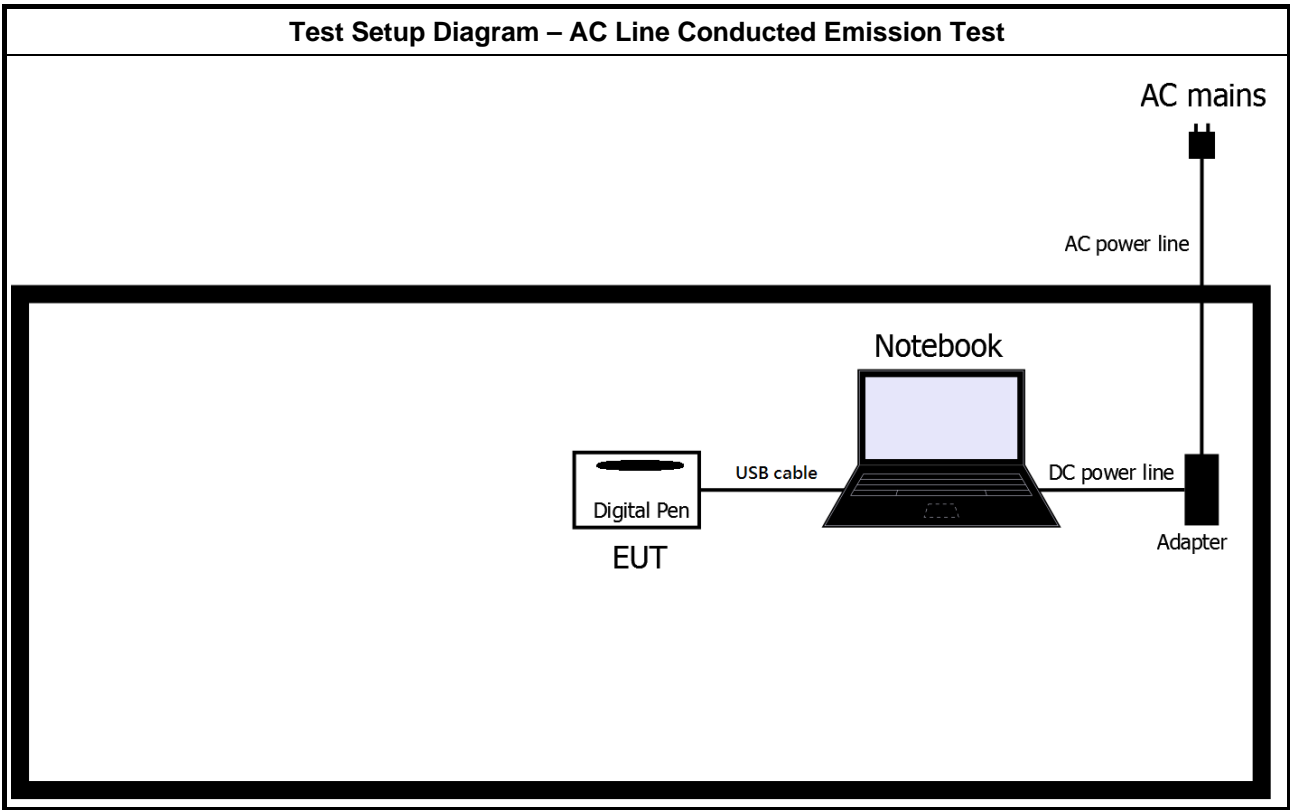 Test Setup Diagram – AC Line Conducted Emission Test
AC mains
AC power line
Notebook
USB cable
DC power line
Digital Pen
Adapter
EUT